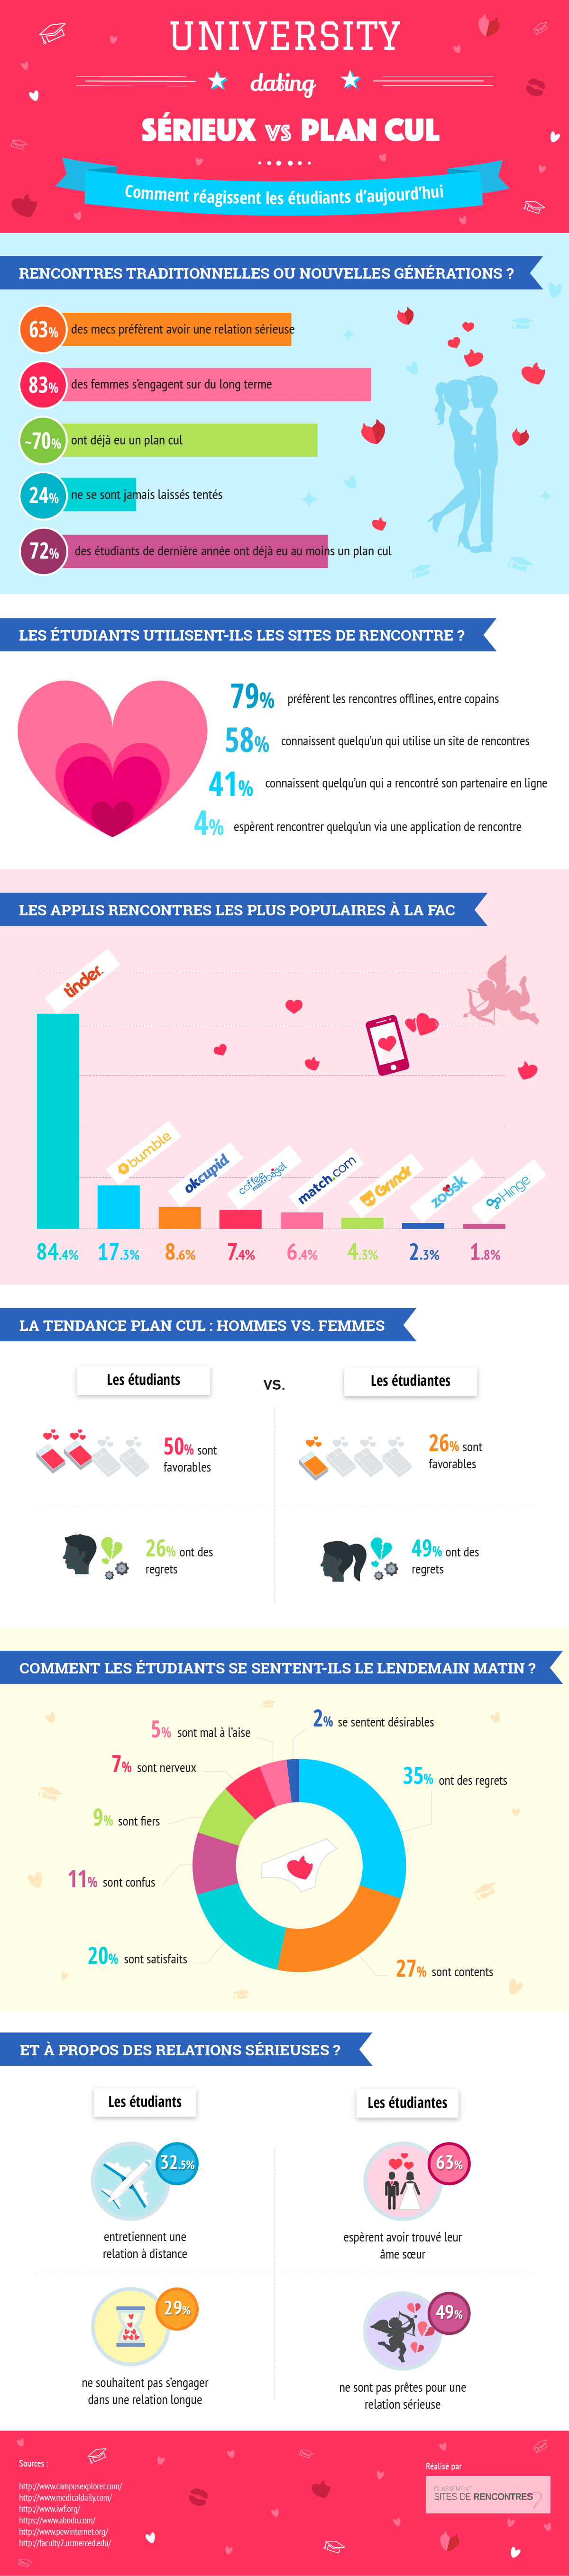 UNIVERSITY
dating
SÉRIEUX VS PLAN CUL
Comment réagissent les étudiants d'aujourd'hui
RENCONTRES TRADITIONNELLES OU NOUVELLES GÉNÉRATIONS ?
63% des mecs préfèrent avoir une relation sérieuse
83% des femmes s'engagent sur du long terme
~70% ont déjà eu un plan cul
24% ne se sont jamais laissés tentés
72% des étudiants de dernière année ont déjà eu au moins un plan cul
LES ÉTUDIANTS UTILISENT-ILS LES SITES DE RENCONTRE ?
79% préfèrent les rencontres offlines, entre copains
58% connaissent quelqu'un qui utilise un site de rencontres
41% connaissent quelqu'un qui a rencontré son partenaire en ligne
4% espèrent rencontrer quelqu'un via une application de rencontre
LES APPLIS RENCONTRES LES PLUS POPULAIRES À LA FAC
tinder
bumble
okcupid
coffee meets bagel
match.com
Grindr
zoosk
Hinge
84.4% 17.3% 8.6% 7.4% 6.4% 4.3% 2.3% 1.8%
LA TENDANCE PLAN CUL : HOMMES VS. FEMMES
Les étudiants
VS.
Les étudiantes
50% sont
favorables
26% sont
favorables
26% ont des
regrets
49% ont des
regrets
COMMENT LES ÉTUDIANTS SE SENTENT-ILS LE LENDEMAIN MATIN ?
2% se sentent désirables
5% sont mal à l'aise
7% sont nerveux
35% ont des regrets
9% sont fiers
11% sont confus
20% sont satisfaits
27% sont contents
ET À PROPOS DES RELATIONS SÉRIEUSES ?
Les étudiants
Les étudiantes
32.5%
entretiennent une
relation à distance
63%
espèrent avoir trouvé leur
âme sœur
29%
ne souhaitent pas s'engager
dans une relation longue
49%
ne sont pas prêtes pour une
relation sérieuse
Sources :
http://www.campusexplorer.com/
http://www.medicaldaily.com/
http://www.iwf.org/
https://www.abodo.com/
http://www.pewinternet.org/
http://faculty2.ucmerced.edu/
Réalisé par
CLASSEMENT
SITES DE RENCONTRES